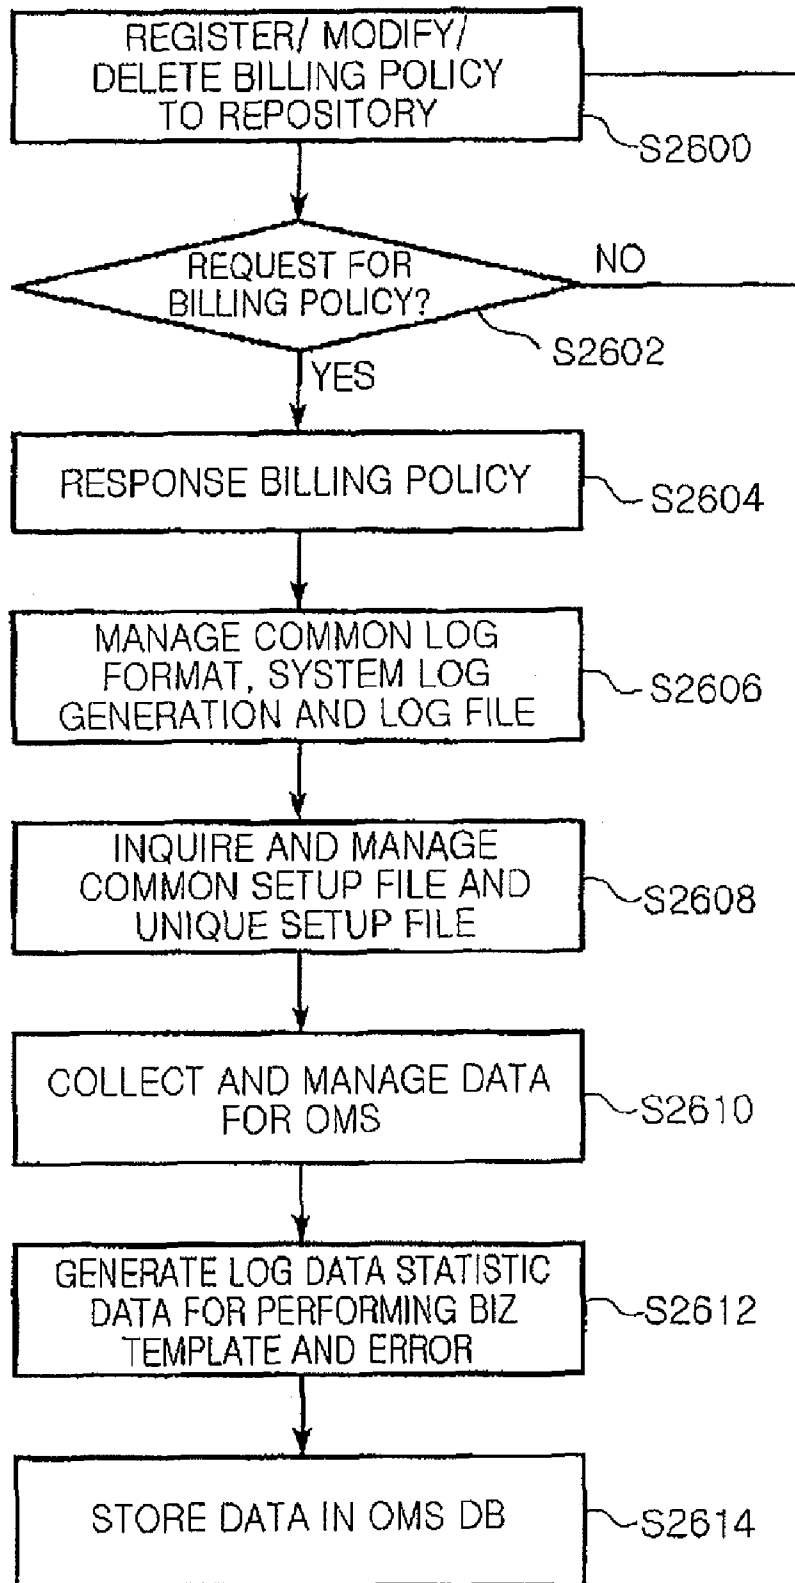 REGISTER/ MODIFY/
DELETE BILLING POLICY
TO REPOSITORY
S2600
REQUEST FOR
BILLING POLICY?
NO
S2602
YES
RESPONSE BILLING POLICY
S2604
MANAGE COMMON LOG
FORMAT, SYSTEM LOG
GENERATION AND LOG FILE
S2606
INQUIRE AND MANAGE
COMMON SETUP FILE AND
UNIQUE SETUP FILE
S2608
COLLECT AND MANAGE DATA
FOR OMS
S2610
GENERATE LOG DATA STATISTIC
DATA FOR PERFORMING BIZ
TEMPLATE AND ERROR
S2612
STORE DATA IN OMS DB
S2614